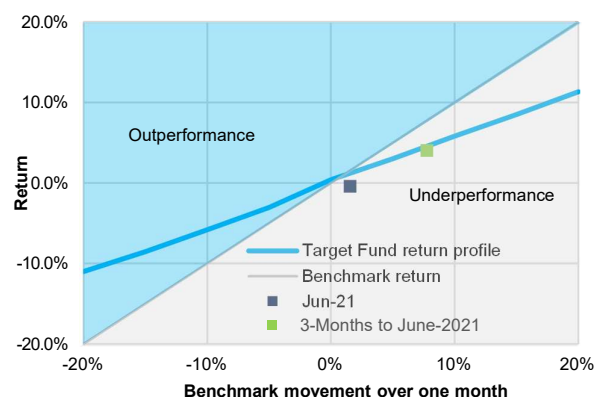 20.0%
10.0%
0.0%
-10.0%
-20.0%
Return
Outperformance
Underperformance
Target Fund return profile
Benchmark return
Jun-21
3-Months to June-2021
-20% -10% 0% 10% 20%
Benchmark movement over one month